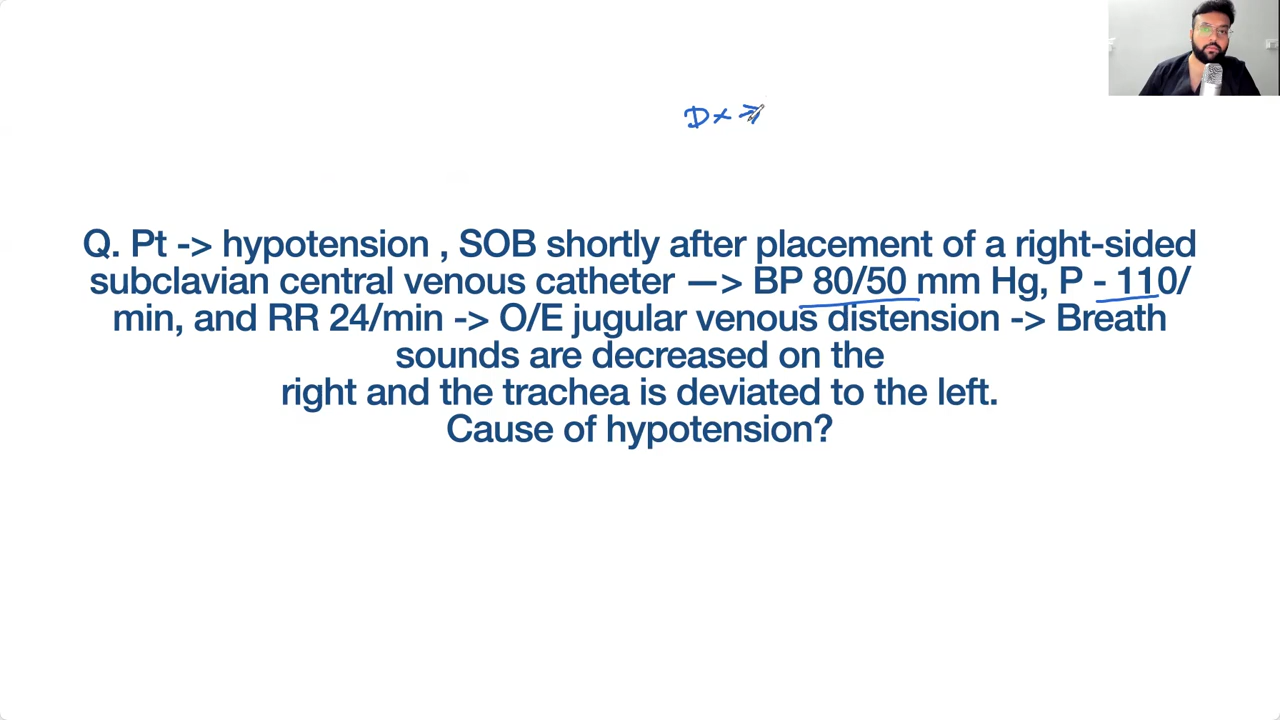 Dx →
Q. Pt -> hypotension , SOB shortly after placement of a right-sided
subclavian central venous catheter —> BP 80/50 mm Hg, P - 110/
min, and RR 24/min -> O/E jugular venous distension -> Breath
sounds are decreased on the
right and the trachea is deviated to the left.
Cause of hypotension?